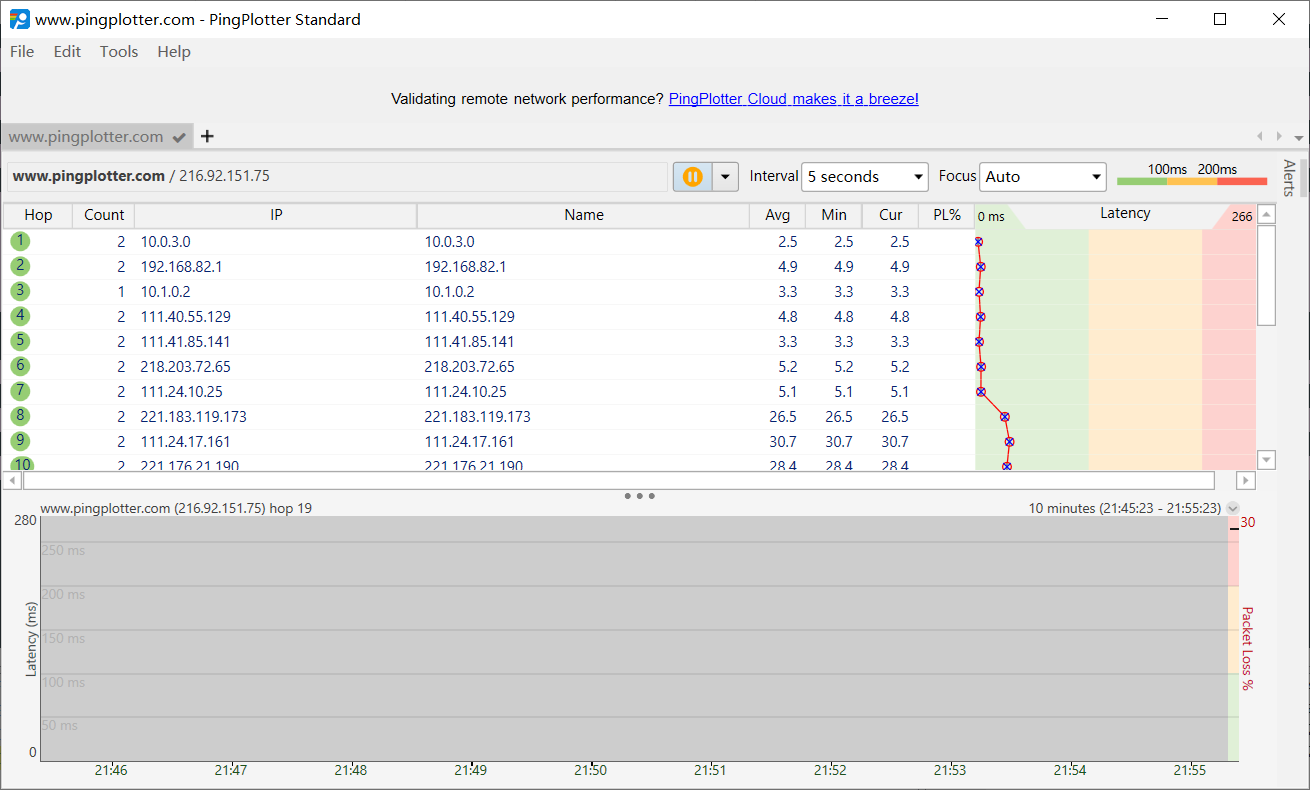 www.pingplotter.com - PingPlotter Standard
File Edit Tools Help
Validating remote network performance? PingPlotter Cloud makes it a breeze!
www.pingplotter.com
www.pingplotter.com / 216.92.151.75 Interval 5 seconds Focus Auto 100ms 200ms
Alerts
Hop Count IP Name Avg Min Cur PL% 0 ms Latency 266
1 2 10.0.3.0 10.0.3.0 2.5 2.5 2.5
2 2 192.168.82.1 192.168.82.1 4.9 4.9 4.9
3 1 10.1.0.2 10.1.0.2 3.3 3.3 3.3
4 2 111.40.55.129 111.40.55.129 4.8 4.8 4.8
5 2 111.41.85.141 111.41.85.141 3.3 3.3 3.3
6 2 218.203.72.65 218.203.72.65 5.2 5.2 5.2
7 2 111.24.10.25 111.24.10.25 5.1 5.1 5.1
8 2 221.183.119.173 221.183.119.173 26.5 26.5 26.5
9 2 111.24.17.161 111.24.17.161 30.7 30.7 30.7
10 2 221.176.21.190 221.176.21.190 28.4 28.4 28.4
www.pingplotter.com (216.92.151.75) hop 19 10 minutes (21:45:23 - 21:55:23)
280 30
250 ms
200 ms
150 ms
100 ms
50 ms
0
Latency (ms)
Packet Loss %
21:46 21:47 21:48 21:49 21:50 21:51 21:52 21:53 21:54 21:55